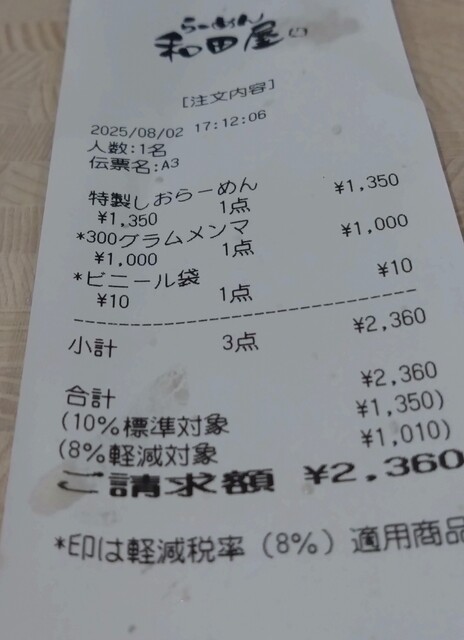 らーめん
和田屋
[注文内容]
2025/08/02 17:12:06
人数:1名
伝票名:A3
特製しおらーめん ¥1,350
¥1,350 1点
*300グラムメンマ ¥1,000
¥1,000 1点
*ビニール袋 ¥10
¥10 1点
小計 3点 ¥2,360
合計 ¥2,360
(10%標準対象 ¥1,350)
(8%軽減対象 ¥1,010)
ご請求額 ¥2,360
*印は軽減税率(8%)適用商品